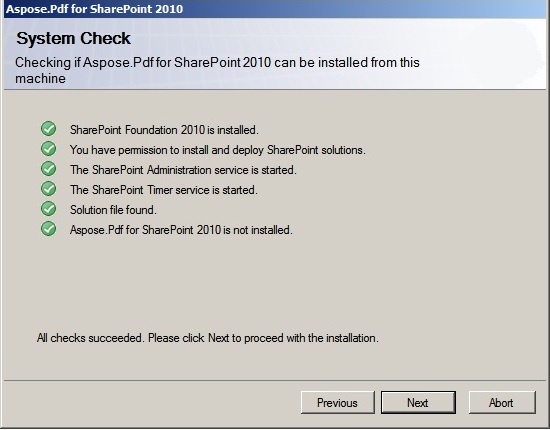 Aspose.Pdf for SharePoint 2010
System Check
Checking if Aspose.Pdf for SharePoint 2010 can be installed from this
machine
SharePoint Foundation 2010 is installed.
You have permission to install and deploy SharePoint solutions.
The SharePoint Administration service is started.
The SharePoint Timer service is started.
Solution file found.
Aspose.Pdf for SharePoint 2010 is not installed.
All checks succeeded. Please click Next to proceed with the installation.
Previous Next Abort